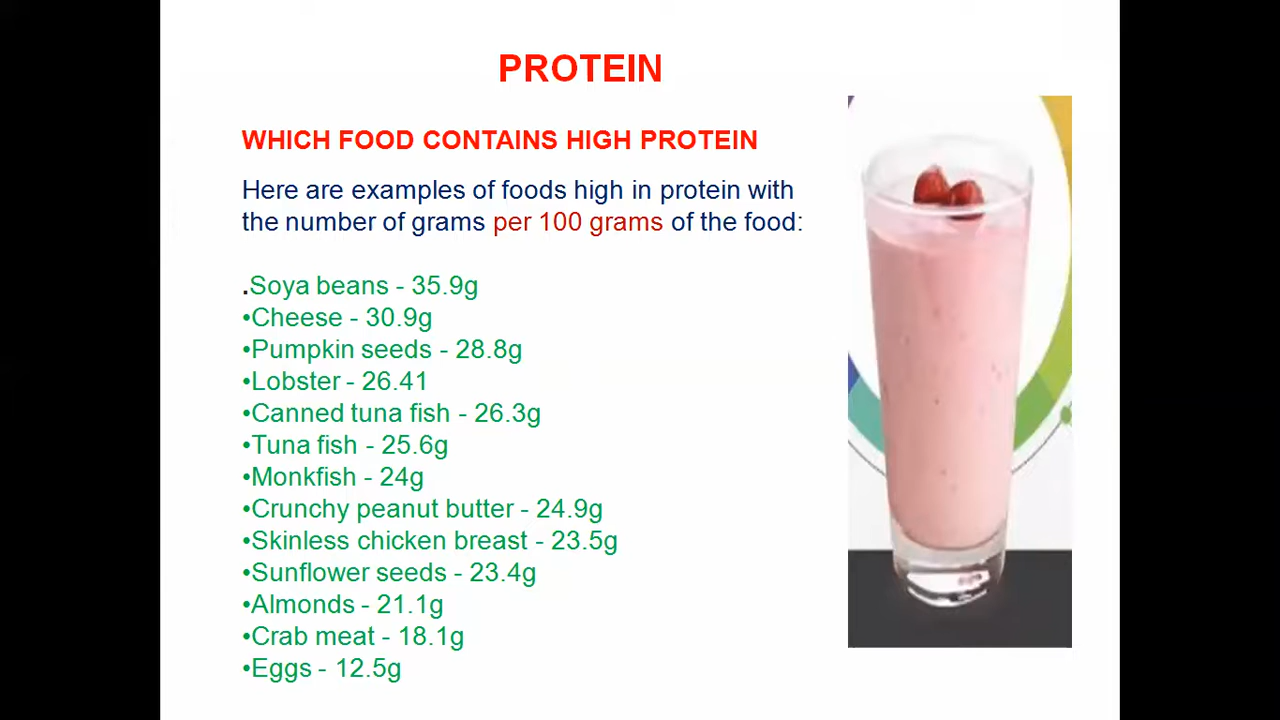 PROTEIN
WHICH FOOD CONTAINS HIGH PROTEIN
Here are examples of foods high in protein with
the number of grams per 100 grams of the food:
.Soya beans - 35.9g
•Cheese - 30.9g
•Pumpkin seeds - 28.8g
•Lobster - 26.41
•Canned tuna fish - 26.3g
•Tuna fish - 25.6g
•Monkfish - 24g
•Crunchy peanut butter - 24.9g
•Skinless chicken breast - 23.5g
•Sunflower seeds - 23.4g
•Almonds - 21.1g
•Crab meat - 18.1g
•Eggs - 12.5g